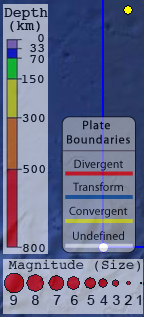 Depth
(km)
0
33
70
150
300
500
800
Plate
Boundaries
Divergent
Transform
Convergent
Undefined
Magnitude (Size)
9 8 7 6 5 4 3 2 1